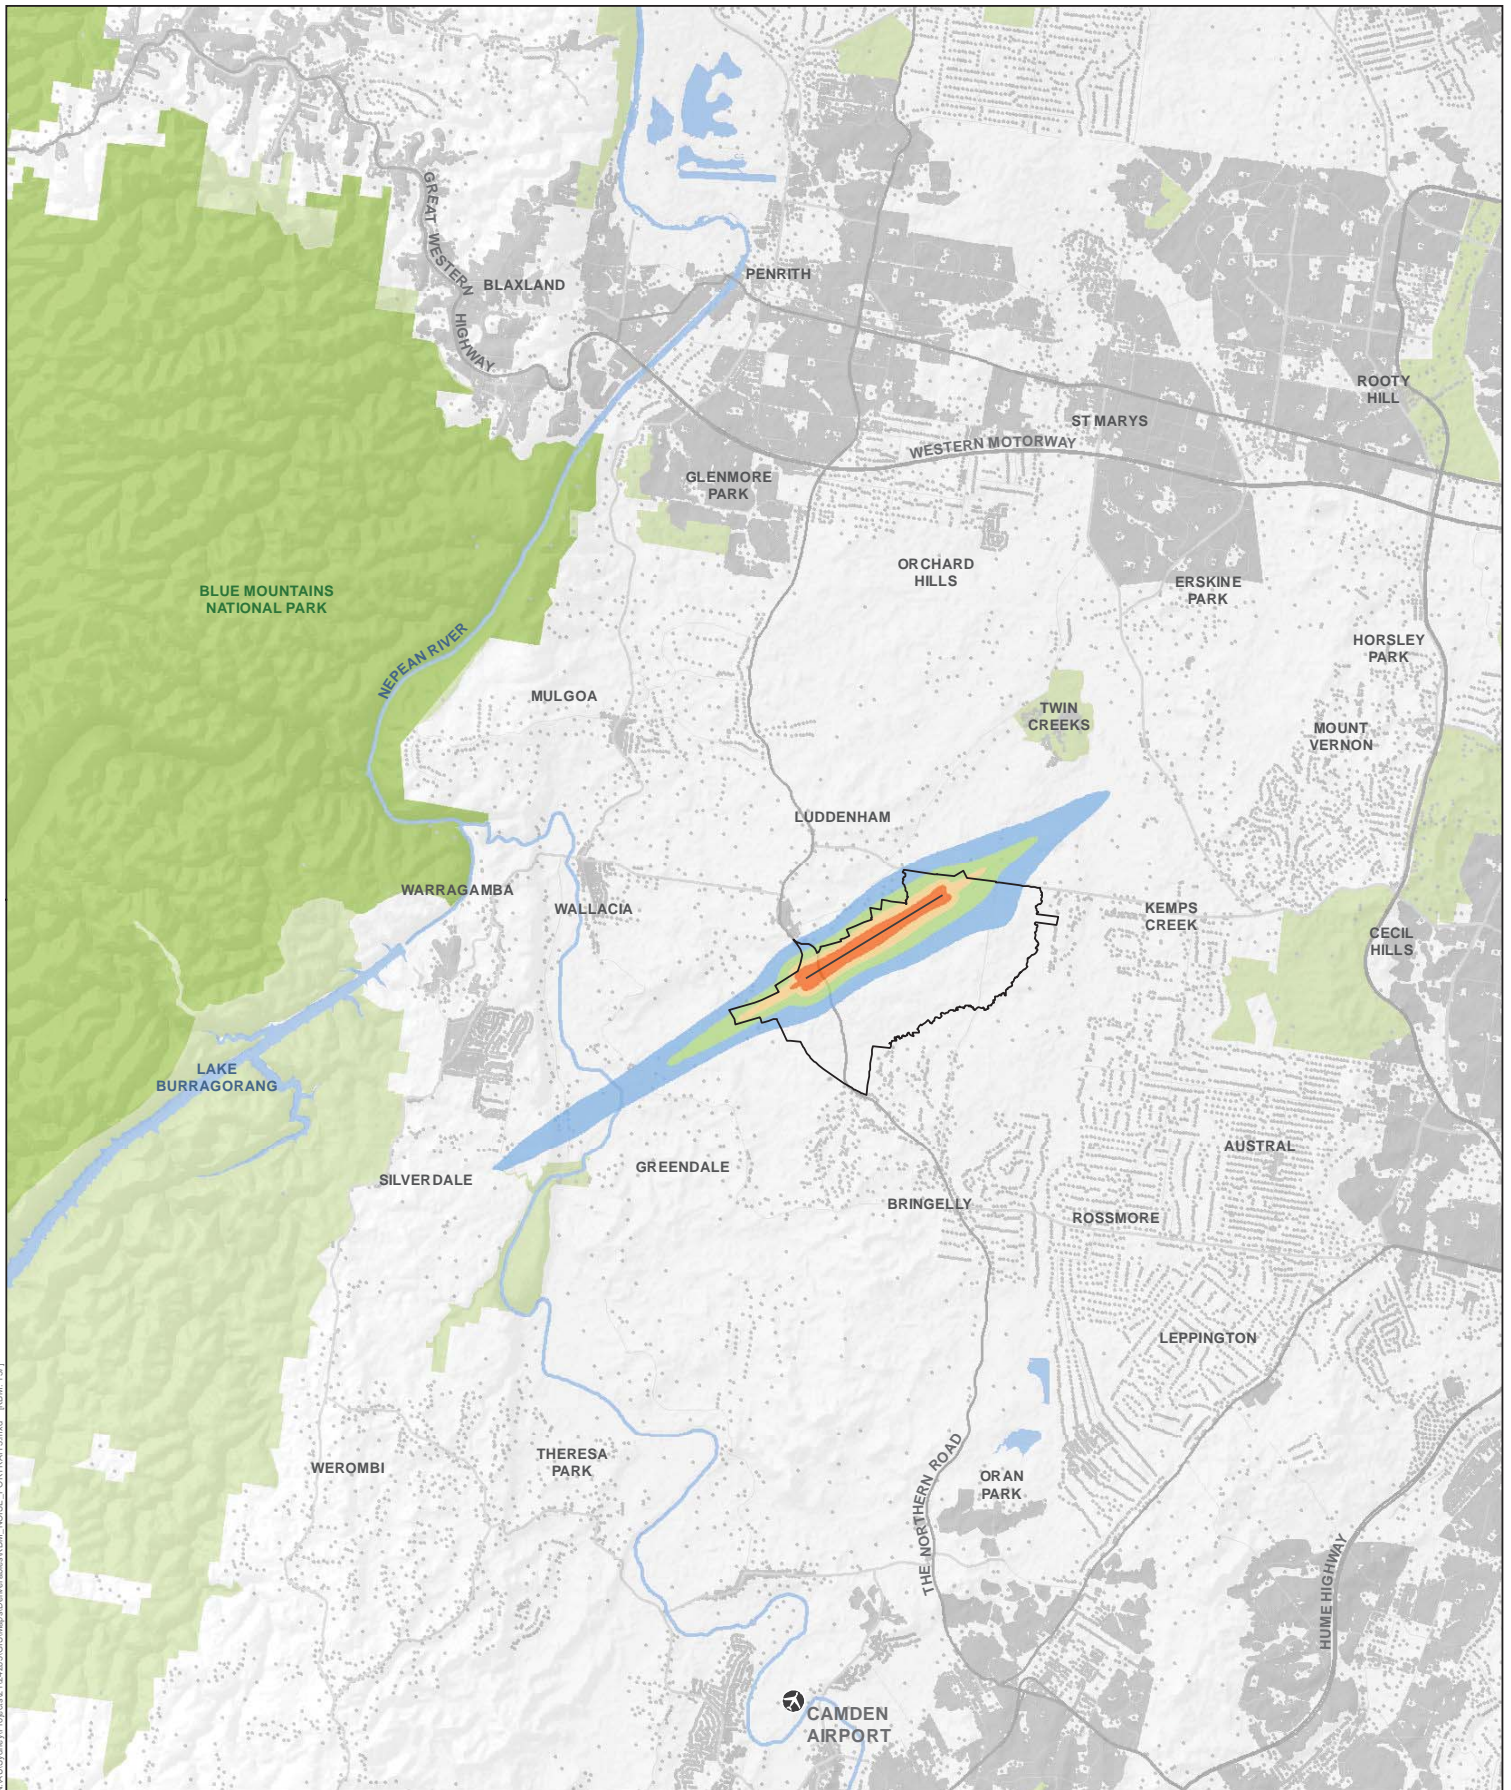 GREAT WESTERN
HIGHWAY
BLAXLAND
PENRITH
ROOTY
HILL
ST MARYS
WESTERN MOTORWAY
GLENMORE
PARK
ORCHARD
HILLS
ERSKINE
PARK
BLUE MOUNTAINS
NATIONAL PARK
NEPEAN RIVER
HORSLEY
PARK
MULGOA
TWIN
CREEKS
MOUNT
VERNON
LUDDENHAM
WARRAGAMBA
WALLACIA
KEMPS
CREEK
CECIL
HILLS
LAKE
BURRAGORANG
AUSTRAL
SILVERDALE
GREENDALE
BRINGELLY
ROSSMORE
LEPPINGTON
THE NORTHERN ROAD
THERESA
PARK
WEROMBI
ORAN
PARK
HUME HIGHWAY
CAMDEN
AIRPORT